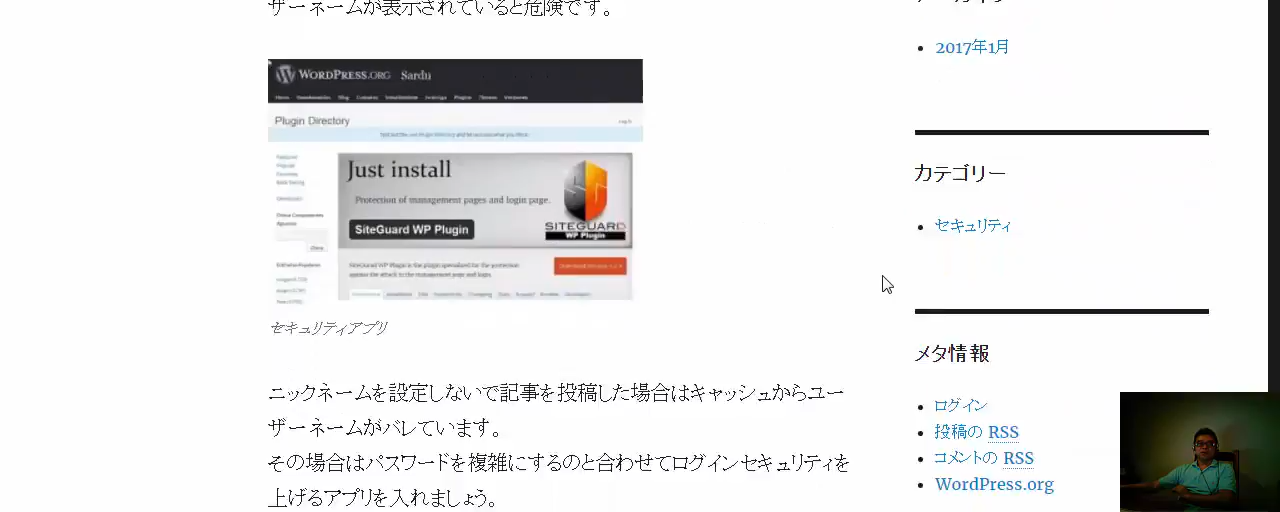 ザーネームが表示されていると危険です。
WORDPRESS.ORG Sardu
Plugin Directory
Just install
Protection of management pages and login page.
SiteGuard WP Plugin
SITEGUARD
WP Plugin
セキュリティアプリ
ニックネームを設定しないで記事を投稿した場合はキャッシュからユー
ザーネームがバレています。
その場合はパスワードを複雑にするのと合わせてログインセキュリティを
上げるアプリを入れましょう。
2017年1月
カテゴリー
セキュリティ
メタ情報
ログイン
投稿の RSS
コメントの RSS
WordPress.org